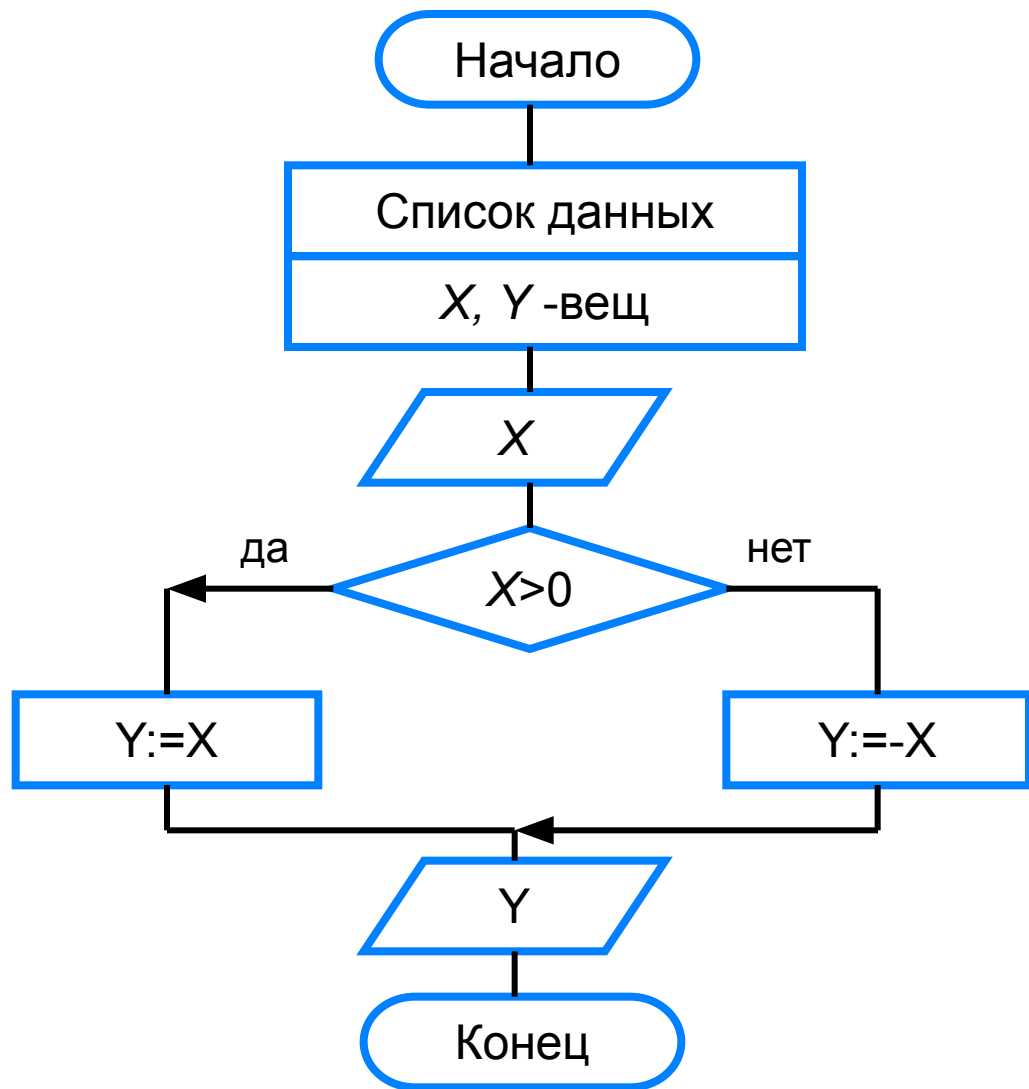 Начало
Список данных
X, Y -вещ
X
да
нет
X>0
Y:=X
Y:=-X
Y
Конец